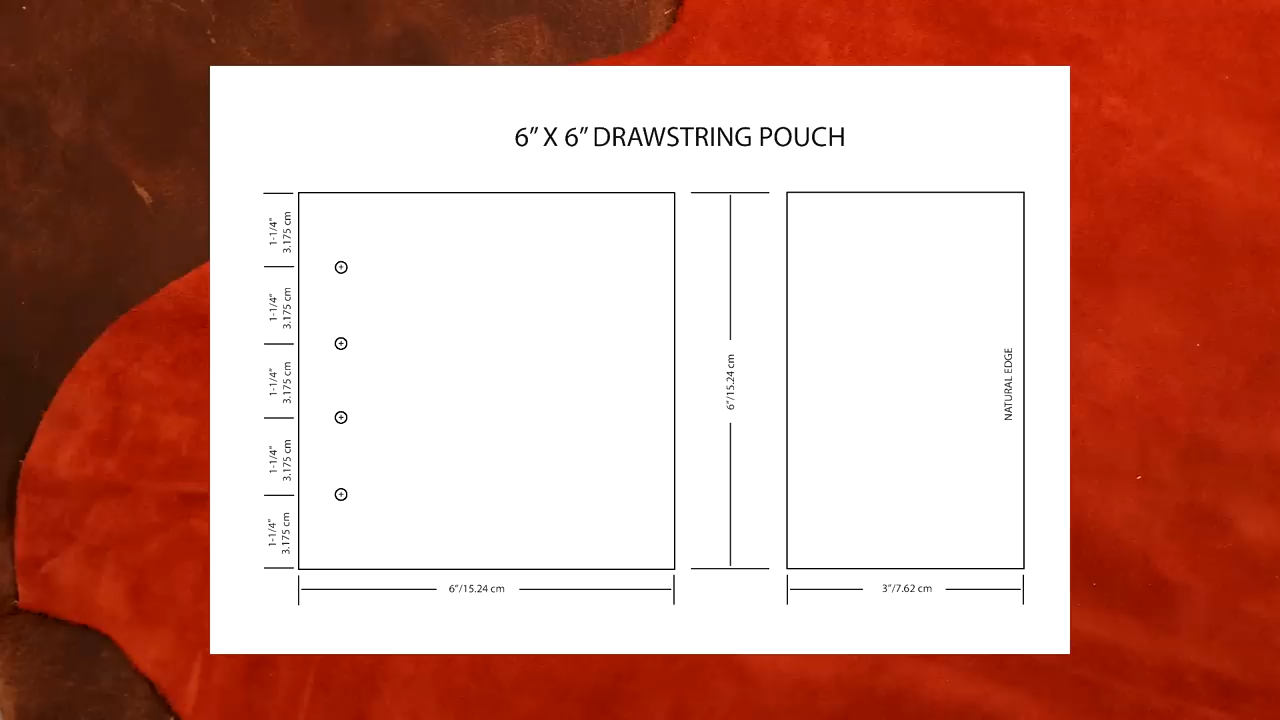 6” X 6” DRAWSTRING POUCH
1-1/4"
3.175 cm
1-1/4"
3.175 cm
1-1/4"
3.175 cm
1-1/4"
3.175 cm
1-1/4"
3.175 cm
6”/15.24 cm
NATURAL EDGE
6”/15.24 cm
3”/7.62 cm